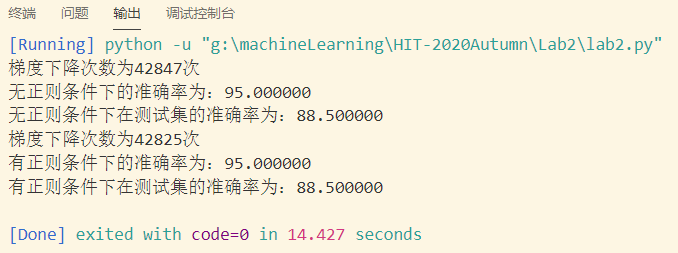 终端 问题 输出 调试控制台
[Running] python -u "g:\machineLearning\HIT-2020Autumn\Lab2\lab2.py"
梯度下降次数为42847次
无正则条件下的准确率为：95.000000
无正则条件下在测试集的准确率为：88.500000
梯度下降次数为42825次
有正则条件下的准确率为：95.000000
有正则条件下在测试集的准确率为：88.500000
[Done] exited with code=0 in 14.427 seconds